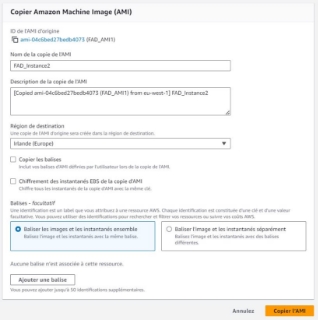 Copier Amazon Machine Image (AMI)
ID de l'AMI d'origine
ami-04c6bed27bedb4073 (FAD_AMI1)
Nom de la copie de l'AMI
FAD_Instance2
Description de la copie de l'AMI
[Copied ami-04c6bed27bedb4073 (FAD_AMI1) from eu-west-1] FAD_Instance2
Région de destination
Une copie de l'AMI d'origine sera créée dans la région de destination.
Irlande (Europe)
Copier les balises
Inclut vos balises d'AMI définies par l'utilisateur lors de la copie de l'AMI.
Chiffrement des instantanés EBS de la copie d'AMI
Chiffre tous les instantanés de la copie d'AMI avec la même clé.
Balises - facultatif
Une identification est un label que vous attribuez à une ressource AWS. Chaque identification est constituée d'une clé et d'une valeur
facultative. Vous pouvez utiliser des identifications pour rechercher et filtrer vos ressources ou suivre vos coûts AWS.
Baliser les images et les instantanés ensemble
Balisez l'image et les instantanés avec la même balise.
Baliser l'image et les instantanés séparément
Balisez l'image et les instantanés avec des balises
différentes.
Aucune balise n'est associée à cette ressource.
Ajouter une balise
Vous pouvez ajouter jusqu'à 50 identifications supplémentaires.
Annulez
Copier l'AMI